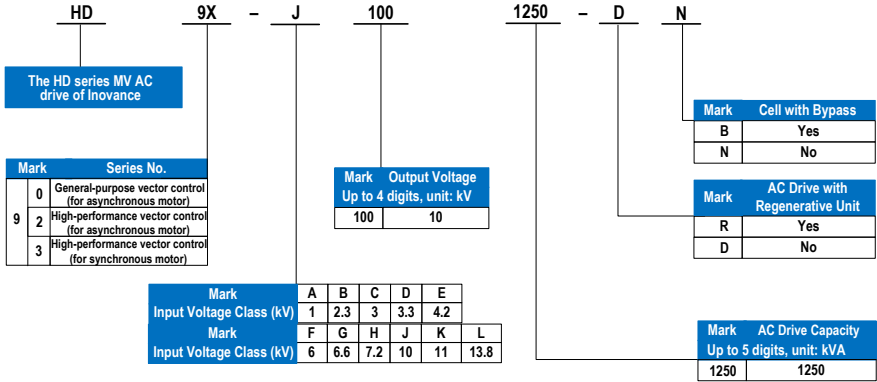 HD 9X – J 100 1250 – D N
The HD series MV AC
drive of Inovance
Mark Cell with Bypass
B Yes
N No
Mark Series No.
9
0 General-purpose vector control
(for asynchronous motor)
2 High-performance vector control
(for asynchronous motor)
3 High-performance vector control
(for synchronous motor)
Mark Output Voltage
Up to 4 digits, unit: kV
100 10
Mark AC Drive with
Regenerative Unit
R Yes
D No
Mark A B C D E
Input Voltage Class (kV) 1 2.3 3 3.3 4.2
Mark F G H J K L
Input Voltage Class (kV) 6 6.6 7.2 10 11 13.8
Mark AC Drive Capacity
Up to 5 digits, unit: kVA
1250 1250